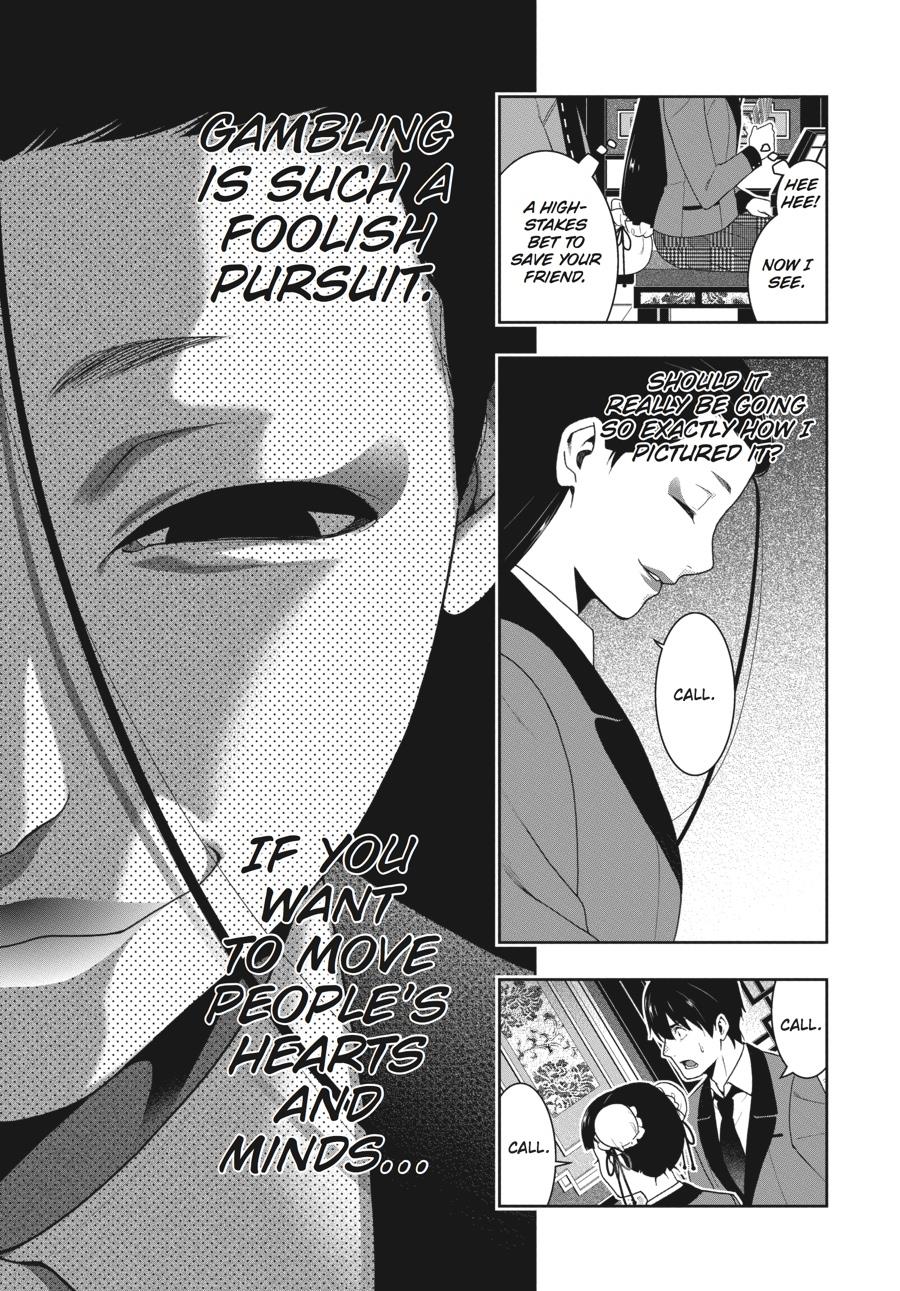 HEE
HEE!
NOW I
SEE.
A HIGH-
STAKES
BET TO
SAVE YOUR
FRIEND.
SHOULD IT
REALLY BE GOING
SO EXACTLY HOW I
PICTURED IT?
CALL.
CALL.
CALL.
GAMBLING
IS SUCH A
FOOLISH
PURSUIT.
IF YOU
WANT
TO MOVE
PEOPLE'S
HEARTS
AND
MINDS...